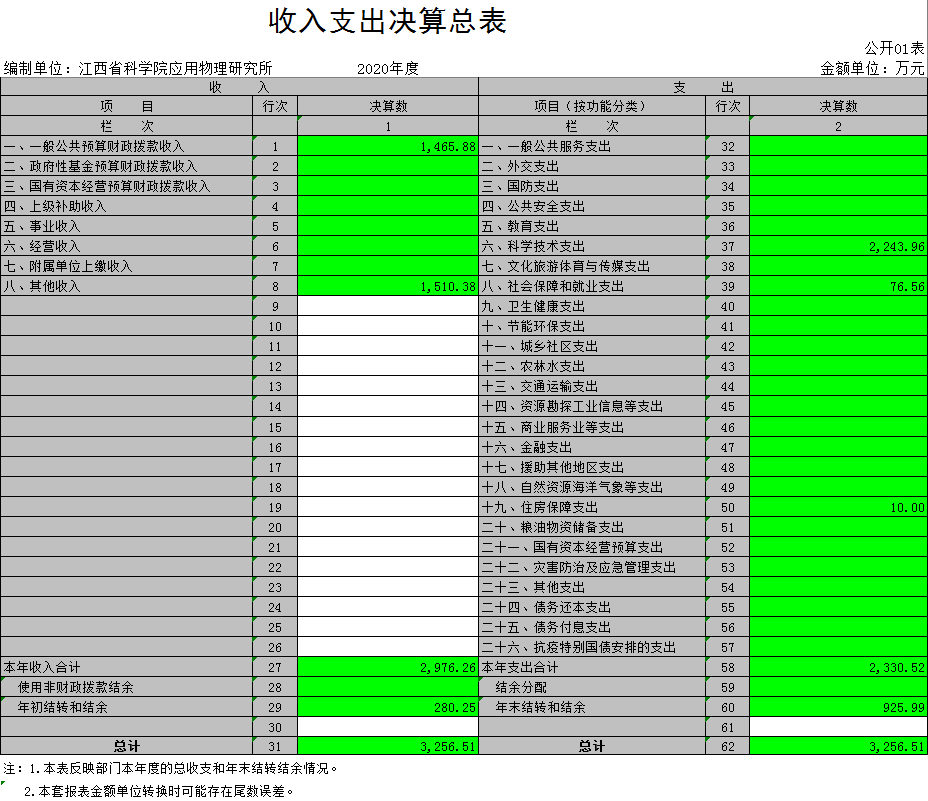 收入支出决算总表
公开01表
编制单位：江西省科学院应用物理研究所 2020年度 金额单位：万元
收 入 支 出
项 目 行次 决算数 项目（按功能分类） 行次 决算数
栏 次 1 栏 次 2
一、一般公共预算财政拨款收入 1 1,465.88 一、一般公共服务支出 32
二、政府性基金预算财政拨款收入 2 二、外交支出 33
三、国有资本经营预算财政拨款收入 3 三、国防支出 34
四、上级补助收入 4 四、公共安全支出 35
五、事业收入 5 五、教育支出 36
六、经营收入 6 六、科学技术支出 37 2,243.96
七、附属单位上缴收入 7 七、文化旅游体育与传媒支出 38
八、其他收入 8 1,510.38 八、社会保障和就业支出 39 76.56
9 九、卫生健康支出 40
10 十、节能环保支出 41
11 十一、城乡社区支出 42
12 十二、农林水支出 43
13 十三、交通运输支出 44
14 十四、资源勘探工业信息等支出 45
15 十五、商业服务业等支出 46
16 十六、金融支出 47
17 十七、援助其他地区支出 48
18 十八、自然资源海洋气象等支出 49
19 十九、住房保障支出 50 10.00
20 二十、粮油物资储备支出 51
21 二十一、国有资本经营预算支出 52
22 二十二、灾害防治及应急管理支出 53
23 二十三、其他支出 54
24 二十四、债务还本支出 55
25 二十五、债务付息支出 56
26 二十六、抗疫特别国债安排的支出 57
本年收入合计 27 2,976.26 本年支出合计 58 2,330.52
使用非财政拨款结余 28 结余分配 59
年初结转和结余 29 280.25 年末结转和结余 60 925.99
30 61
总计 31 3,256.51 总计 62 3,256.51
注：1.本表反映部门本年度的总收支和年末结转结余情况。
2.本套报表金额单位转换时可能存在尾数误差。